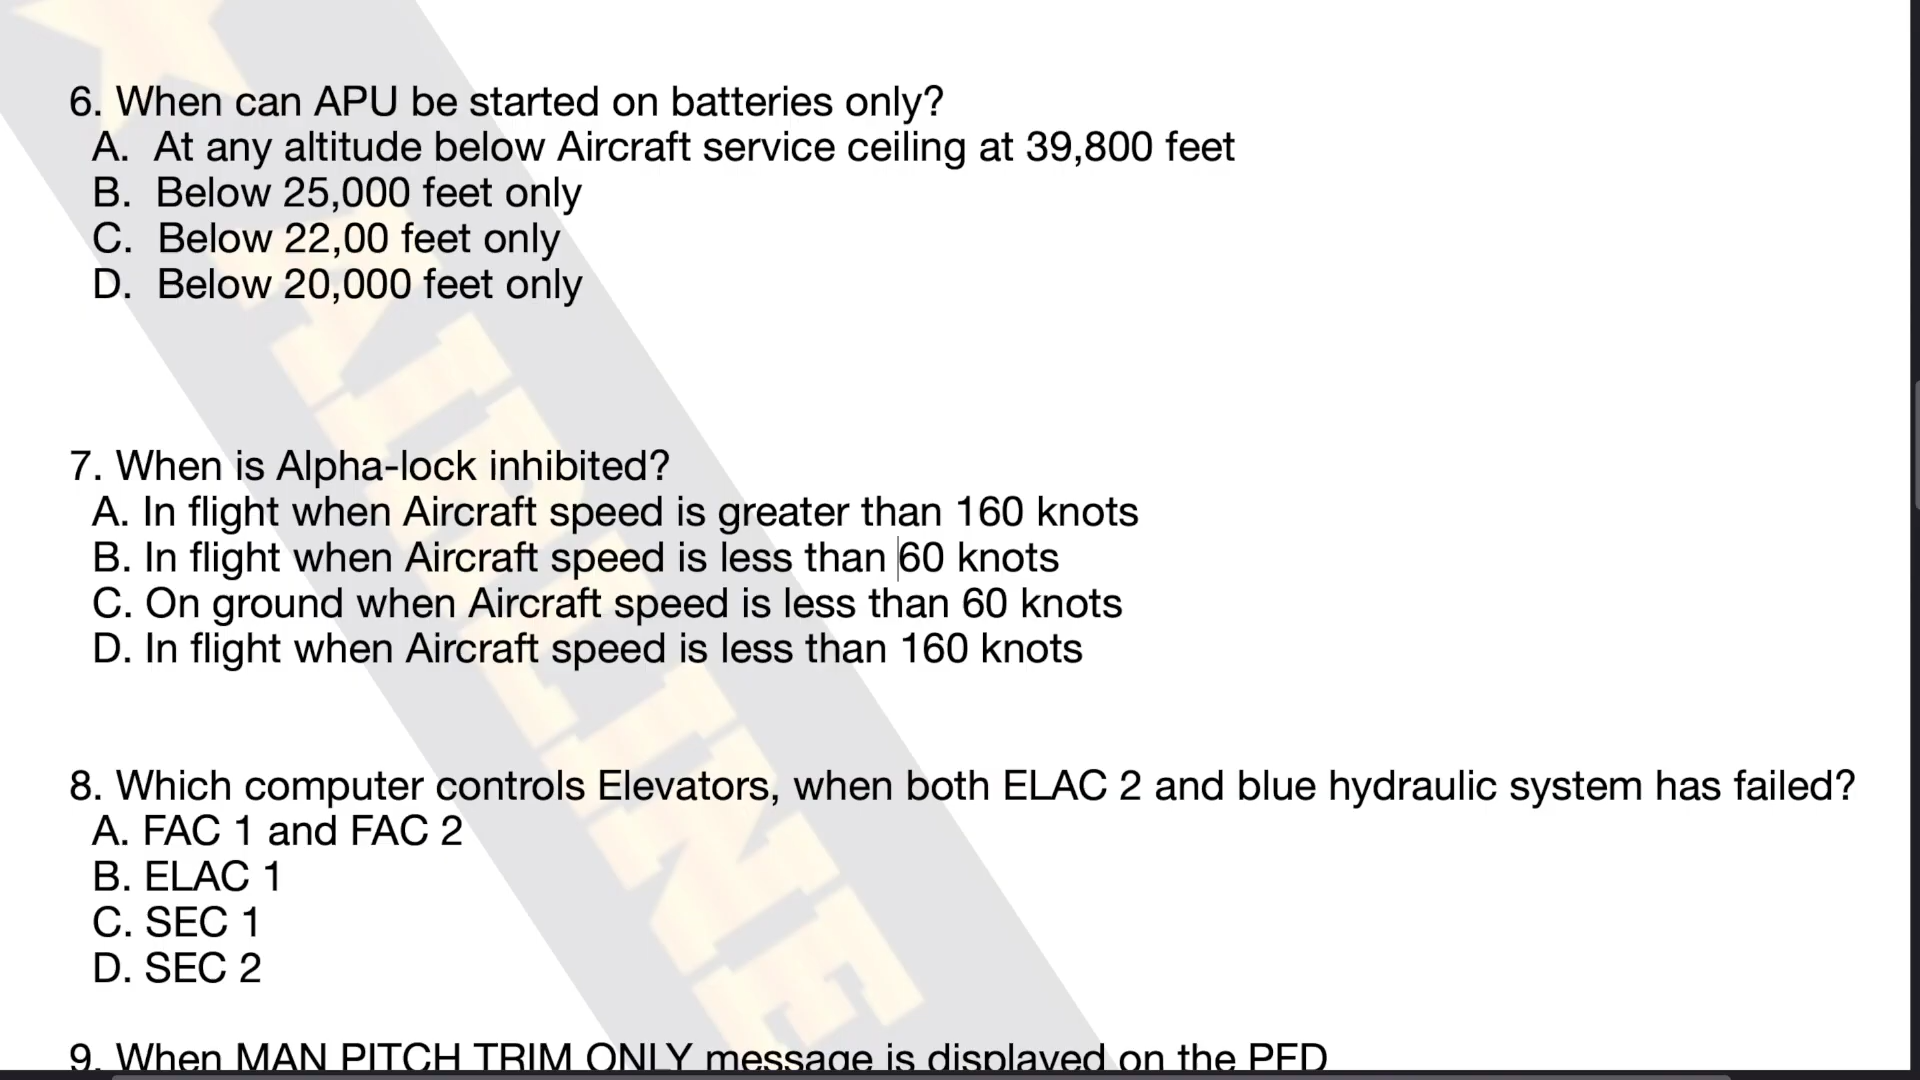 6. When can APU be started on batteries only?
A. At any altitude below Aircraft service ceiling at 39,800 feet
B. Below 25,000 feet only
C. Below 22,00 feet only
D. Below 20,000 feet only
7. When is Alpha-lock inhibited?
A. In flight when Aircraft speed is greater than 160 knots
B. In flight when Aircraft speed is less than 60 knots
C. On ground when Aircraft speed is less than 60 knots
D. In flight when Aircraft speed is less than 160 knots
8. Which computer controls Elevators, when both ELAC 2 and blue hydraulic system has failed?
A. FAC 1 and FAC 2
B. ELAC 1
C. SEC 1
D. SEC 2
9. When MAN PITCH TRIM ONLY message is displayed on the PFD
AIRLINE